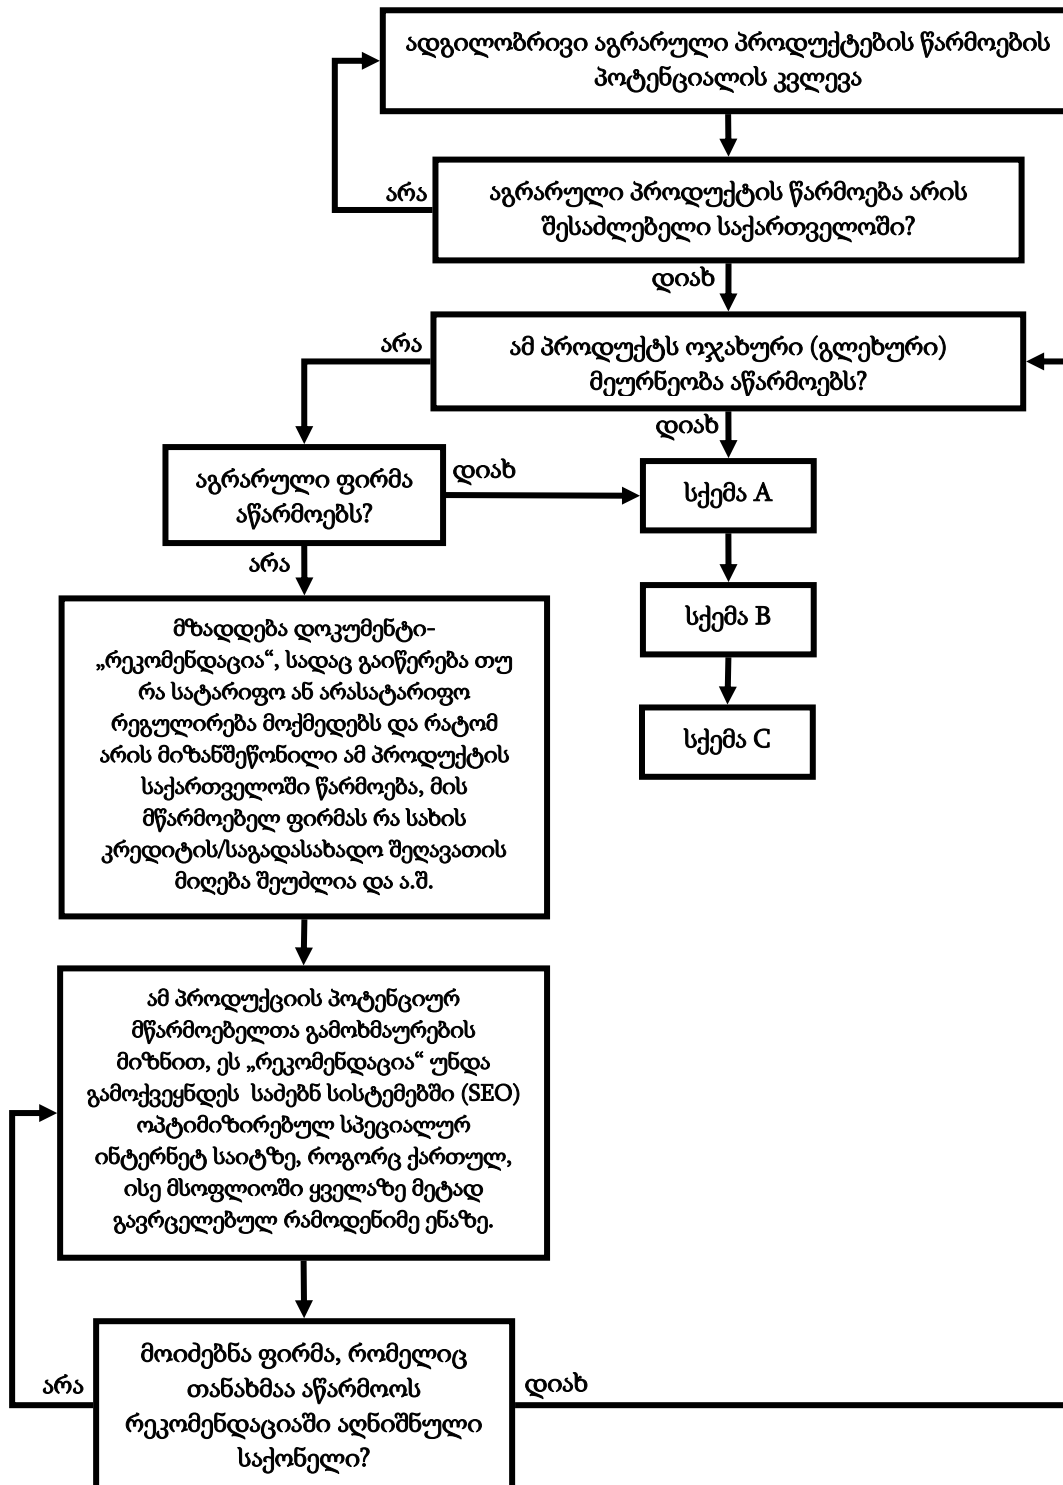 ადგილობრივი აგრარული პროდუქტების წარმოების
პოტენციალის კვლევა
არა
აგრარული პროდუქტის წარმოება არის
შესაძლებელი საქართველოში?
დიახ
არა
ამ პროდუქტს ოჯახური (გლეხური)
მეურნეობა აწარმოებს?
დიახ
აგრარული ფირმა
აწარმოებს?
დიახ
სქემა A
არა
სქემა B
სქემა C
მზადდება დოკუმენტი-
„რეკომენდაცია“, სადაც გაიწერება თუ
რა სატარიფო ან არასატარიფო
რეგულირება მოქმედებს და რატომ
არის მიზანშეწონილი ამ პროდუქტის
საქართველოში წარმოება, მის
მწარმოებელ ფირმას რა სახის
კრედიტის/საგადასახადო შეღავათის
მიღება შეუძლია და ა.შ.
ამ პროდუქციის პოტენციურ
მწარმოებელთა გამოხმაურების
მიზნით, ეს „რეკომენდაცია“ უნდა
გამოქვეყნდეს საძებნ სისტემებში (SEO)
ოპტიმიზირებულ სპეციალურ
ინტერნეტ საიტზე, როგორც ქართულ,
ისე მსოფლიოში ყველაზე მეტად
გავრცელებულ რამოდენიმე ენაზე.
არა
მოიძებნა ფირმა, რომელიც
თანახმაა აწარმოოს
რეკომენდაციაში აღნიშნული
საქონელი?
დიახ